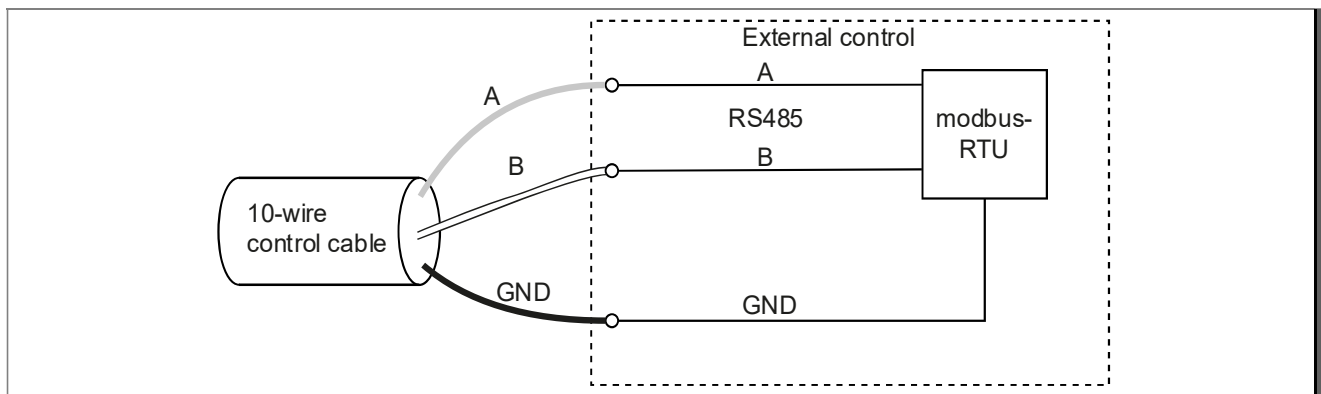 External control
A
A
RS485
modbus-
RTU
B
B
10-wire
control cable
GND
GND